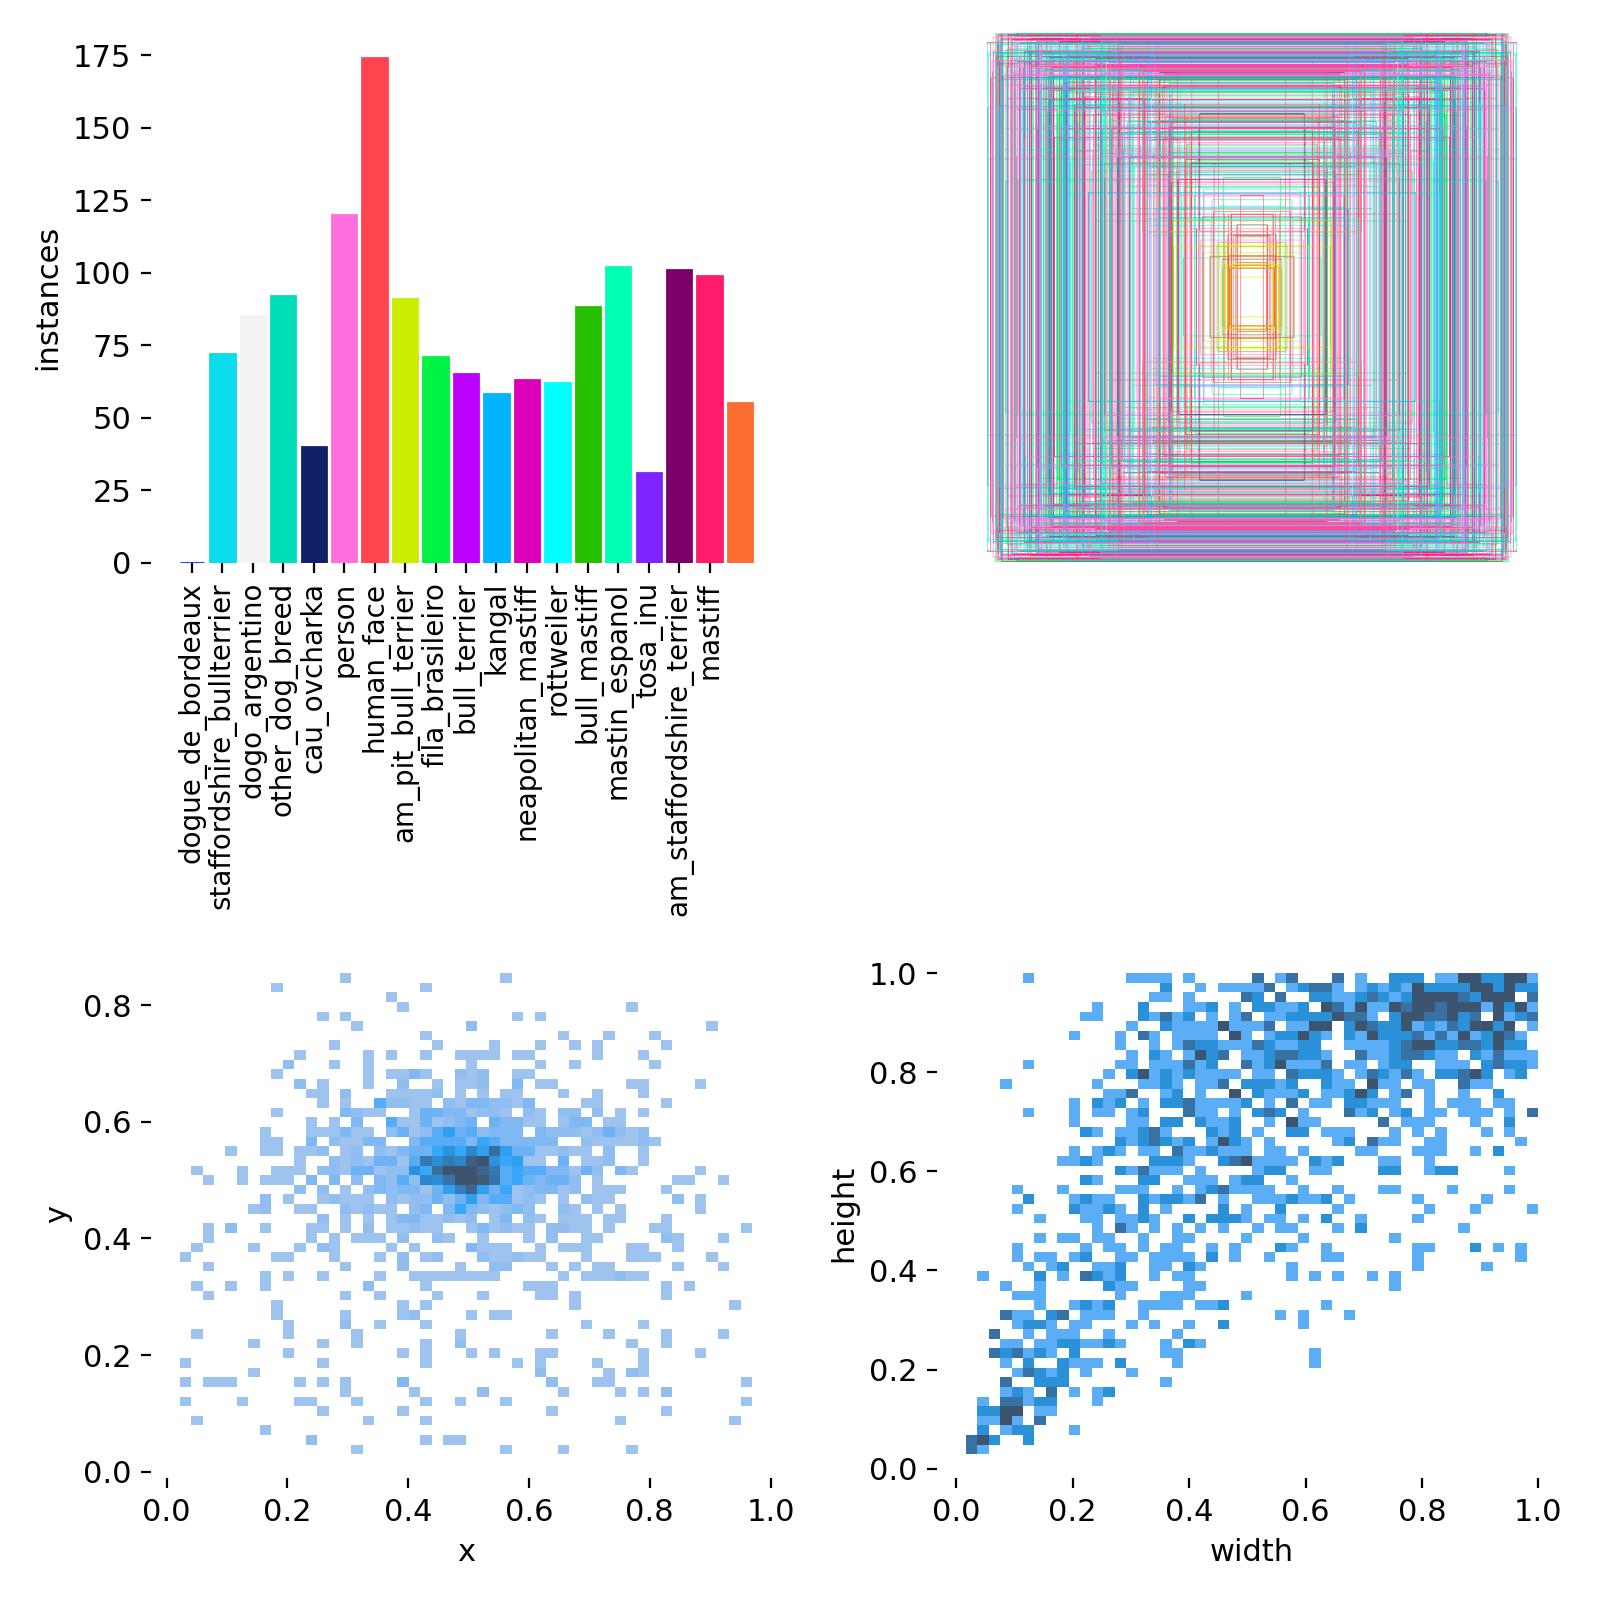 175
150
125
100
75
50
25
0
instances
dogue_de_bordeaux
staffordshire_bullterrier
dogo_argentino
other_dog_breed
cau_ovcharka
person
human_face
am_pit_bull_terrier
fila_brasileiro
bull_terrier
kangal
neapolitan_mastiff
rottweiler
bull_mastiff
mastin_espanol
tosa_inu
am_staffordshire_terrier
mastiff
0.8
0.6
0.4
0.2
0.0
y
0.0 0.2 0.4 0.6 0.8 1.0
x
1.0
0.8
0.6
0.4
0.2
0.0
height
0.0 0.2 0.4 0.6 0.8 1.0
width